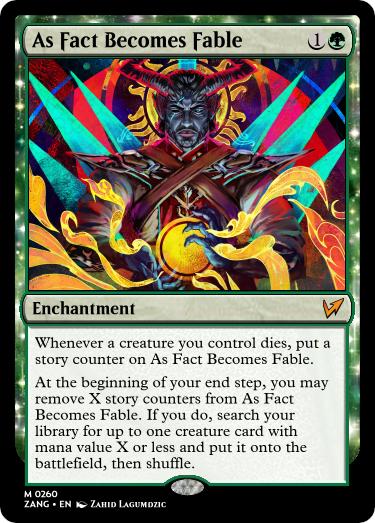 As Fact Becomes Fable 1
Enchantment
Whenever a creature you control dies, put a
story counter on As Fact Becomes Fable.
At the beginning of your end step, you may
remove X story counters from As Fact
Becomes Fable. If you do, search your
library for up to one creature card with
mana value X or less and put it onto the
battlefield, then shuffle.
M 0260
ZANG • EN Zahid Lagumdzic